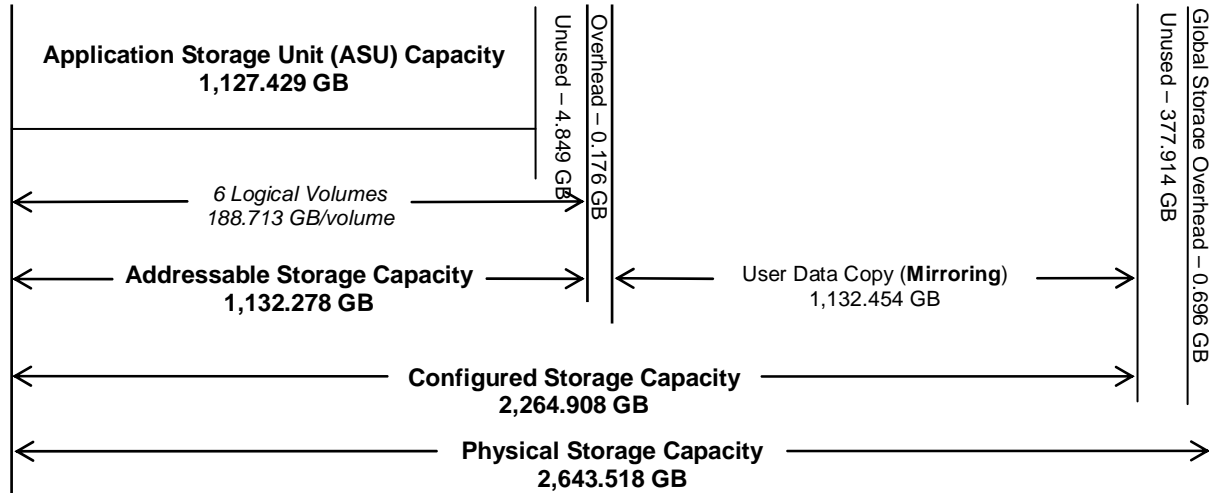 Application Storage Unit (ASU) Capacity
1,127.429 GB
Unused – 4.849 GB
Overhead – 0.176 GB
Unused – 377.914 GB
Global Storage Overhead – 0.696 GB
6 Logical Volumes
188.713 GB/volume
Addressable Storage Capacity
1,132.278 GB
User Data Copy (Mirroring)
1,132.454 GB
Configured Storage Capacity
2,264.908 GB
Physical Storage Capacity
2,643.518 GB